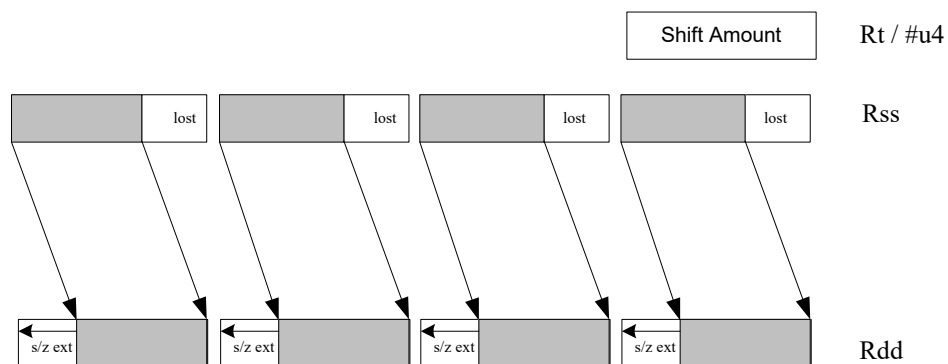 Shift Amount Rt / #u4
lost lost lost lost Rss
s/z ext s/z ext s/z ext s/z ext Rdd